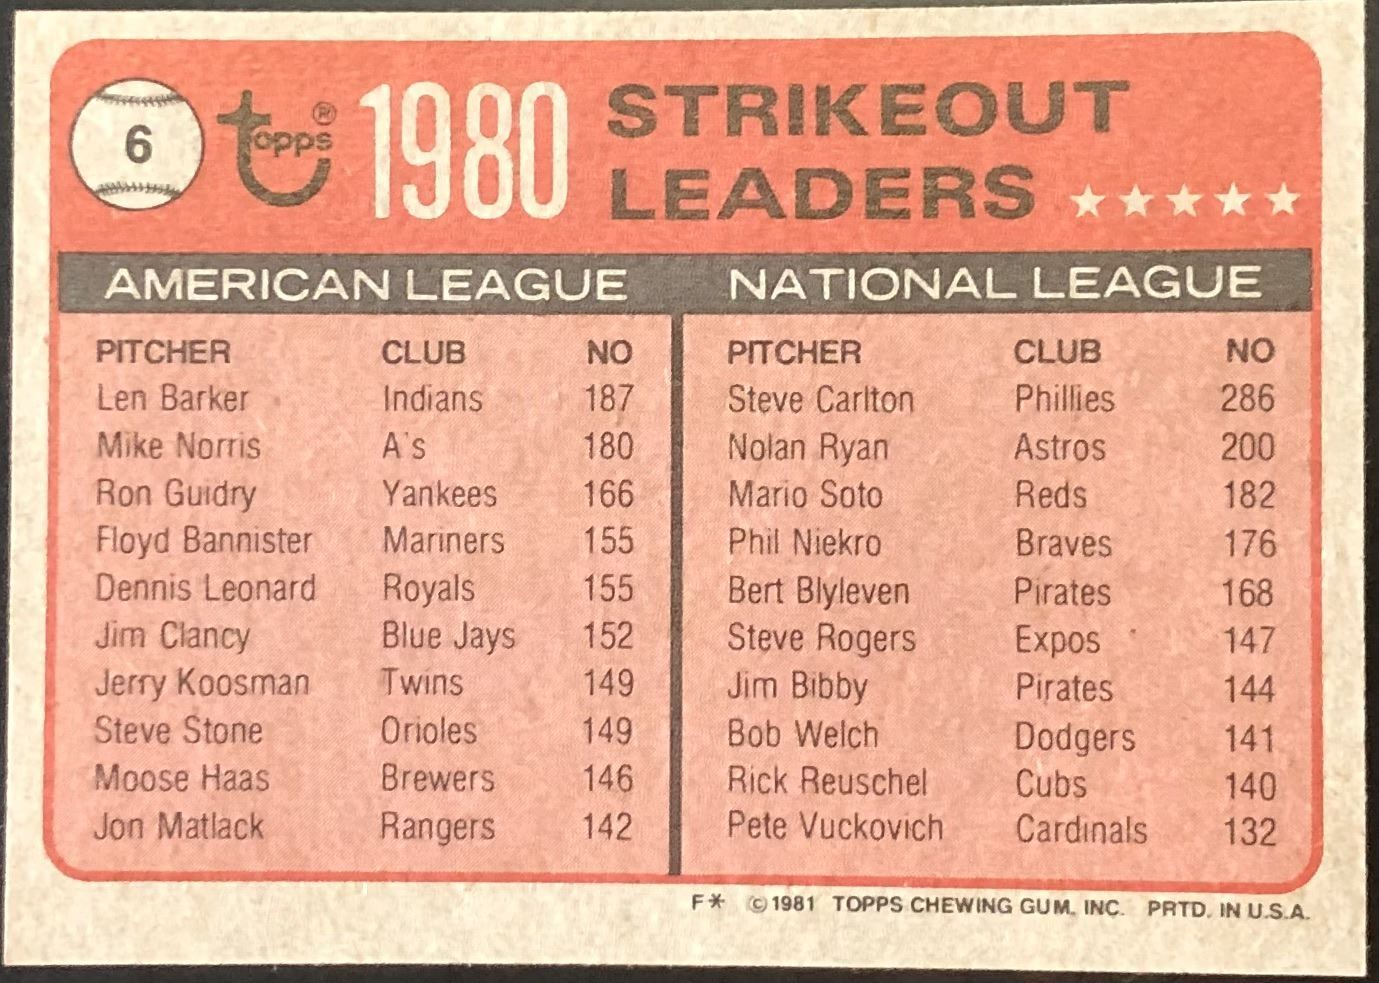 6 Topps ® 1980 STRIKEOUT
LEADERS
AMERICAN LEAGUE NATIONAL LEAGUE
PITCHER CLUB NO PITCHER CLUB NO
Len Barker Indians 187 Steve Carlton Phillies 286
Mike Norris A's 180 Nolan Ryan Astros 200
Ron Guidry Yankees 166 Mario Soto Reds 182
Floyd Bannister Mariners 155 Phil Niekro Braves 176
Dennis Leonard Royals 155 Bert Blyleven Pirates 168
Jim Clancy Blue Jays 152 Steve Rogers Expos 147
Jerry Koosman Twins 149 Jim Bibby Pirates 144
Steve Stone Orioles 149 Bob Welch Dodgers 141
Moose Haas Brewers 146 Rick Reuschel Cubs 140
Jon Matlack Rangers 142 Pete Vuckovich Cardinals 132
F* © 1981 TOPPS CHEWING GUM, INC. PRTD. IN U.S.A.